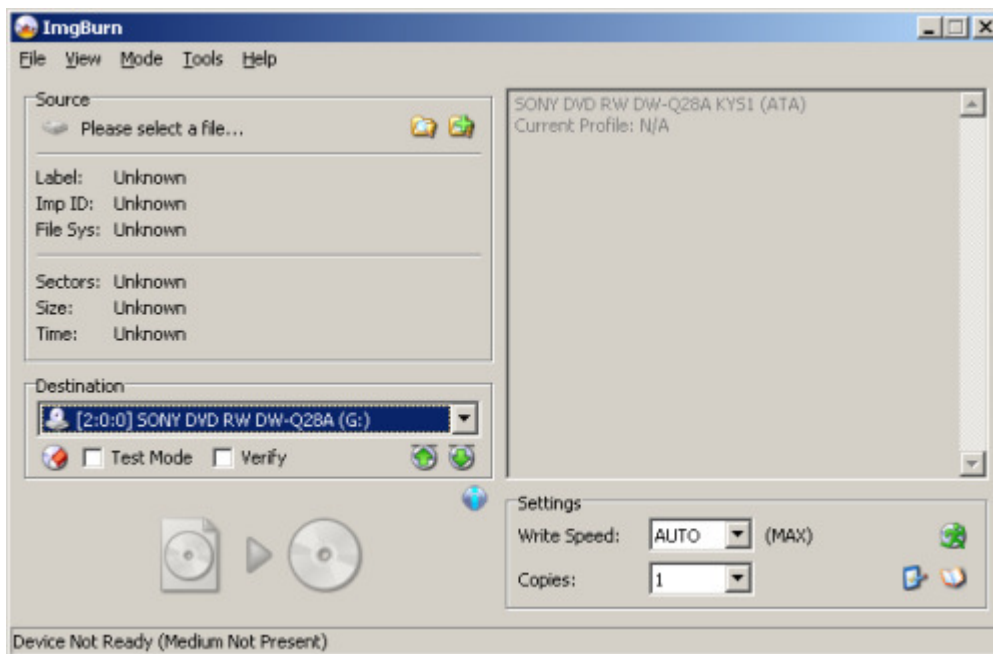 ImgBurn
File View Mode Tools Help
Source
Please select a file...
Label: Unknown
Imp ID: Unknown
File Sys: Unknown
Sectors: Unknown
Size: Unknown
Time: Unknown
Destination
[2:0:0] SONY DVD RW DW-Q28A (G:)
Test Mode Verify
SONY DVD RW DW-Q28A KYS1 (ATA)
Current Profile: N/A
Settings
Write Speed: AUTO (MAX)
Copies: 1
Device Not Ready (Medium Not Present)